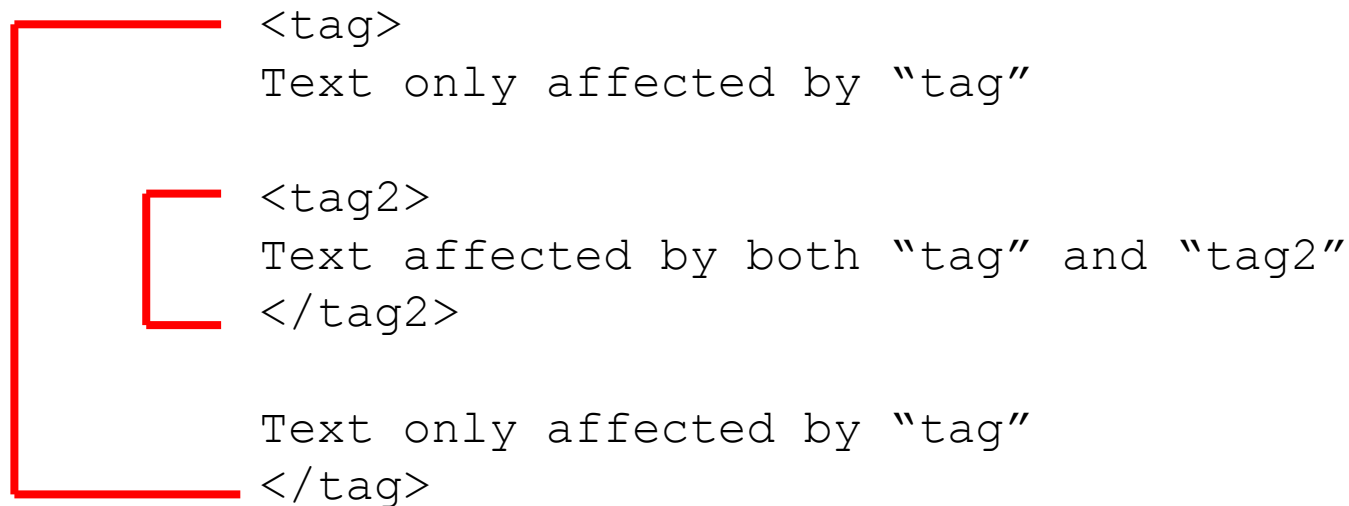 <tag>
Text only affected by “tag”
<tag2>
Text affected by both “tag” and “tag2”
</tag2>
Text only affected by “tag”
</tag>